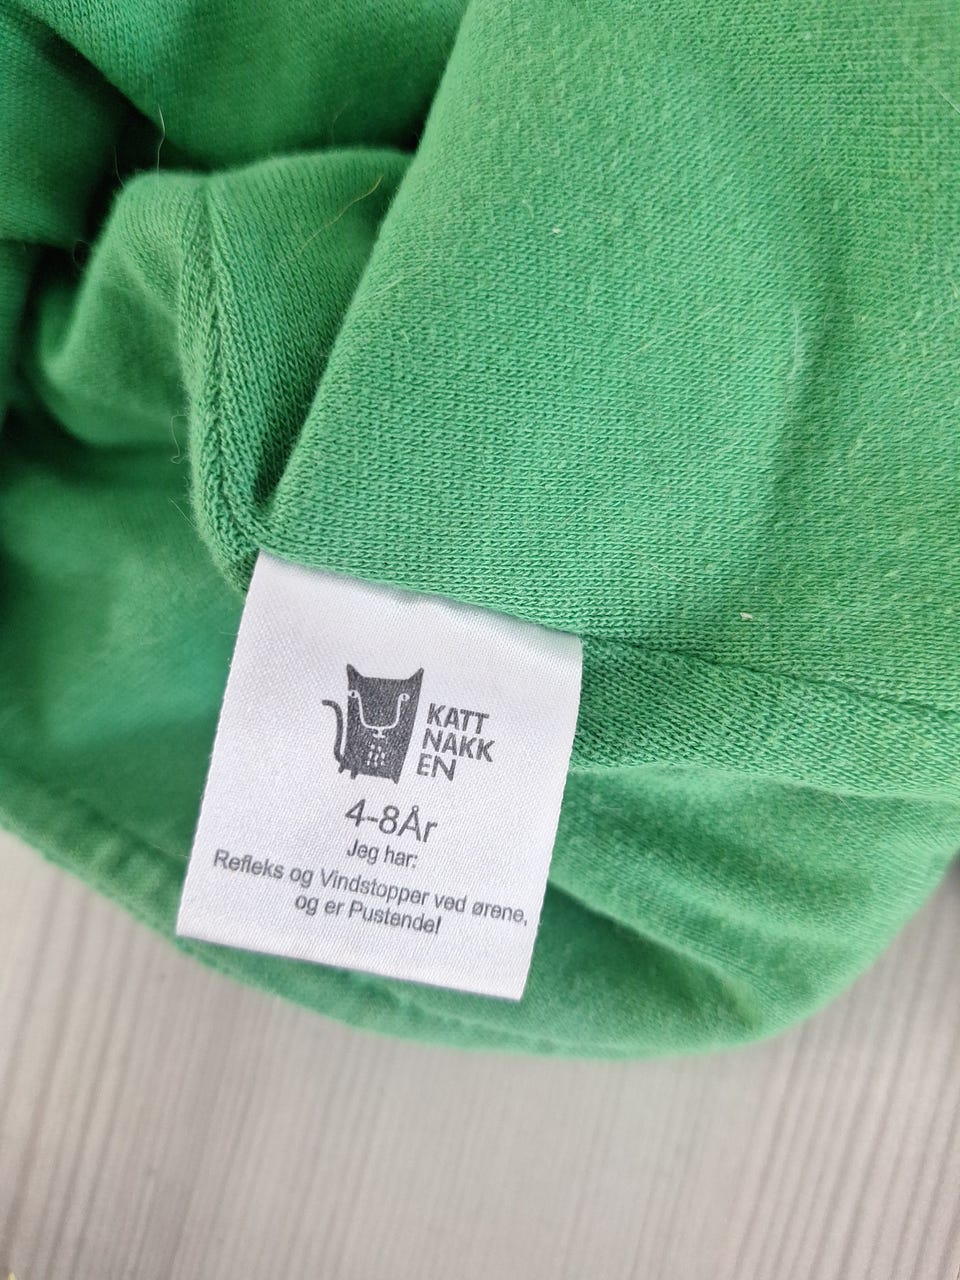 KATT
NAKK
EN
4-8År
Jeg har:
Refleks og Vindstopper ved ørene,
og er Pustende!